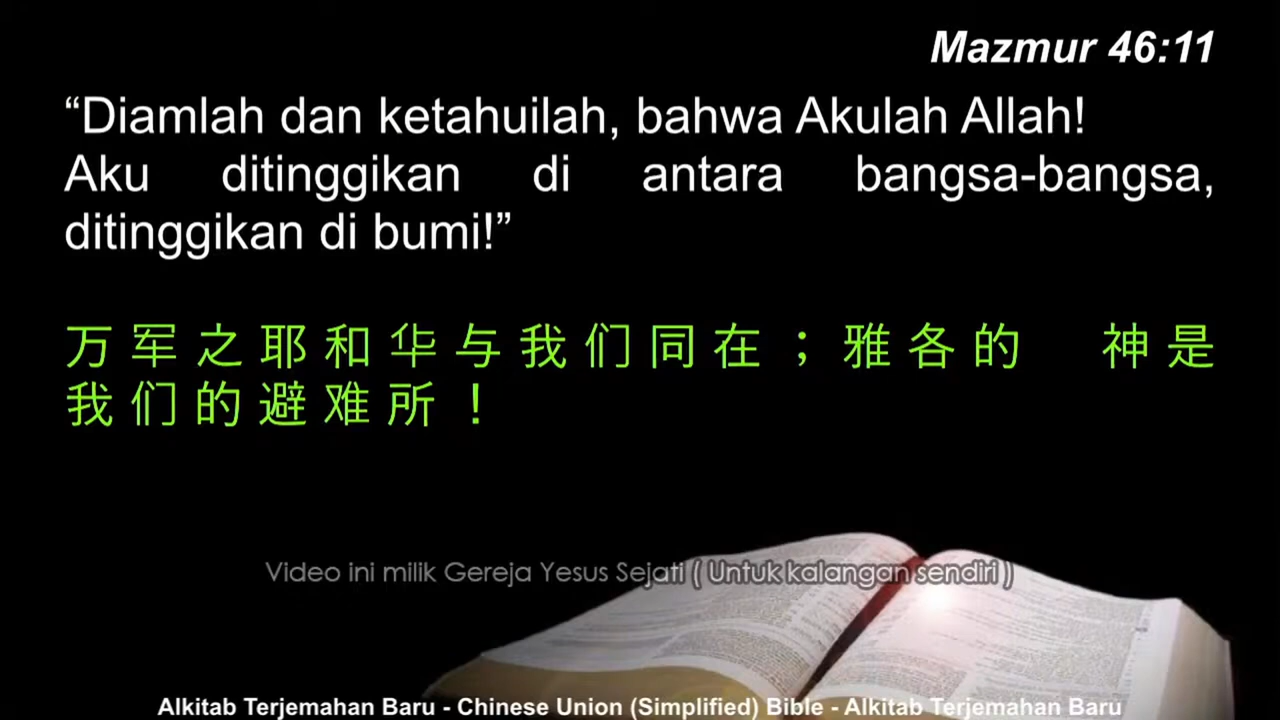 Mazmur 46:11
“Diamlah dan ketahuilah, bahwa Akulah Allah!
Aku ditinggikan di antara bangsa-bangsa,
ditinggikan di bumi!”
万军之耶和华与我们同在；雅各的　神是
我们的避难所！
Video ini milik Gereja Yesus Sejati ( Untuk kalangan sendiri )
Alkitab Terjemahan Baru - Chinese Union (Simplified) Bible - Alkitab Terjemahan Baru